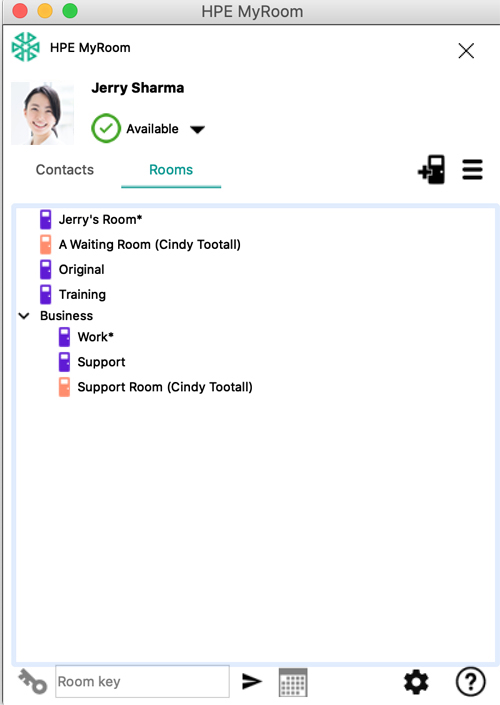 HPE MyRoom
HPE MyRoom
Jerry Sharma
Available
Contacts Rooms
Jerry's Room*
A Waiting Room (Cindy Tootall)
Original
Training
Business
Work*
Support
Support Room (Cindy Tootall)
Room key